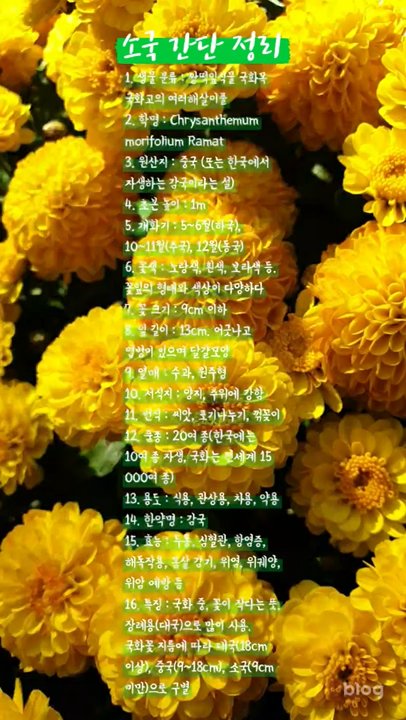 소국 간단 정리
1. 생물 분류 : 쌍떡잎식물 국화목
국화고의 여러해살이풀
2. 학명 : Chrysanthemum
morifolium Ramat
3. 원산지 : 중국 (또는 한국에서
자생하는 감국이라는 설)
4. 초본 높이 : 1m
5. 개화기 : 5~6월(하국),
10~11월(추국), 12월(동국)
6. 꽃색 : 노랑색, 흰색, 보라색 등.
꽃잎의 형태와 색상이 다양하다
7. 꽃 크기 : 9cm 이하
8. 잎 길이 : 13cm. 어긋나고
옆병이 있으며 달걀모양
9. 열매 : 수과, 원주형
10. 서식지 : 양지, 추위에 강함
11. 번식 : 씨앗, 포기나누기, 꺾꽂이
12. 품종 : 20여 종(한국에는
10여 종 자생, 국화는 전세계 15
000여 종)
13. 용도 : 식용, 관상용, 차용, 약용
14. 한약명 : 감국
15. 효능 : 두통, 심혈관, 항염증,
해독작용, 몸살 감기, 위염, 위궤양,
위암 예방 등
16. 특징 : 국화 중, 꽃이 작다는 뜻,
장례용(대국)으로 많이 사용.
국화꽃 지름에 따라 대국(18cm
이상), 중국(9~18cm), 소국(9cm
미만)으로 구별
blog